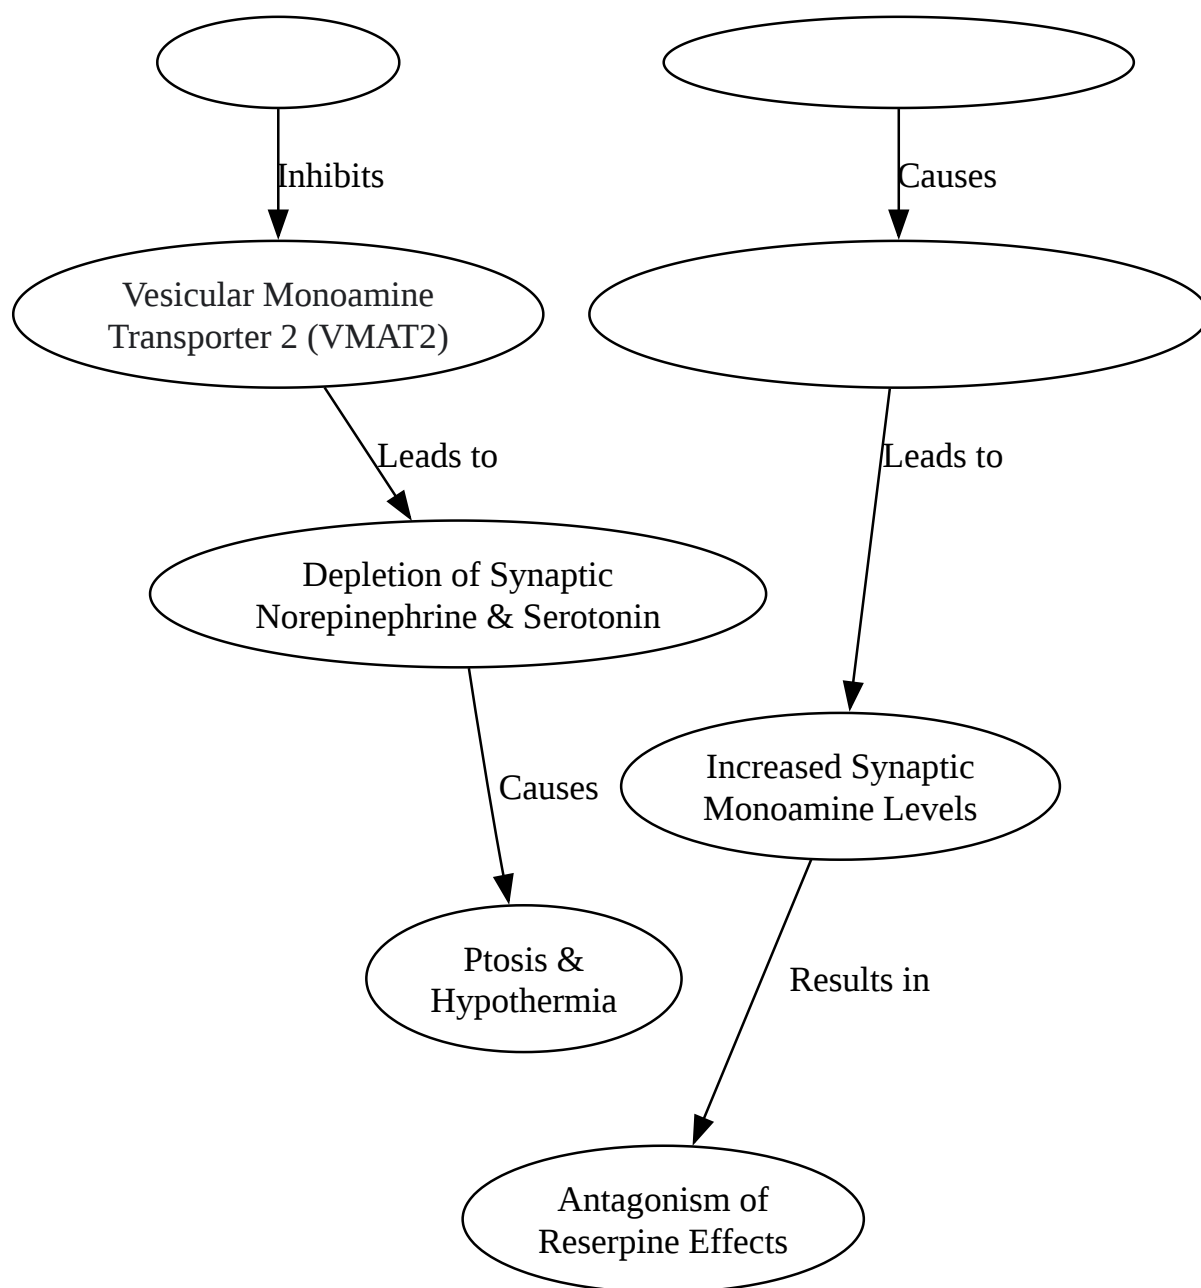 Inhibits
Causes
Vesicular Monoamine
Transporter 2 (VMAT2)
Leads to
Leads to
Depletion of Synaptic
Norepinephrine & Serotonin
Causes
Increased Synaptic
Monoamine Levels
Ptosis &
Hypothermia
Results in
Antagonism of
Reserpine Effects